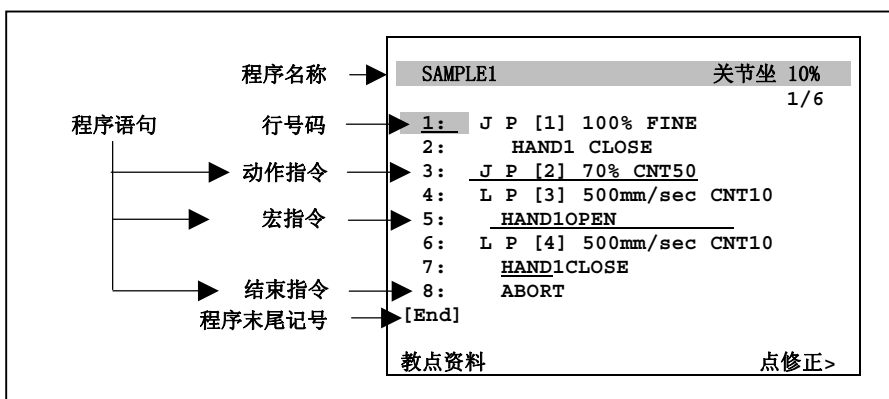 程序名称 SAMPLE1 关节坐 10%
1/6
程序语句 行号码 1: J P [1] 100% FINE
2: HAND1 CLOSE
动作指令 3: J P [2] 70% CNT50
4: L P [3] 500mm/sec CNT10
宏指令 5: HAND1OPEN
6: L P [4] 500mm/sec CNT10
7: HAND1CLOSE
结束指令 8: ABORT
程序末尾记号 [End]
教点资料 点修正>